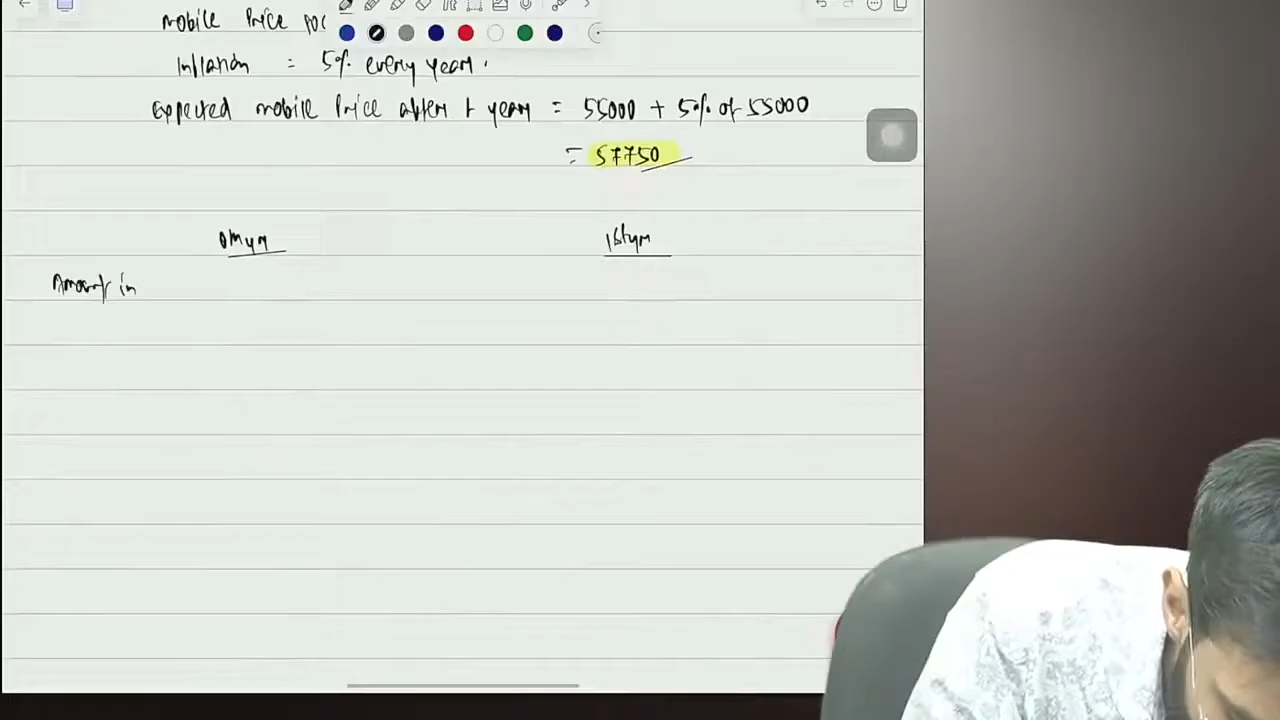 Mobile Price
Inflation = 5% every year.
Expected mobile Price after 1 year = 55000 + 5% of 55000
= 57750
0th yr
1st yr
Amount in